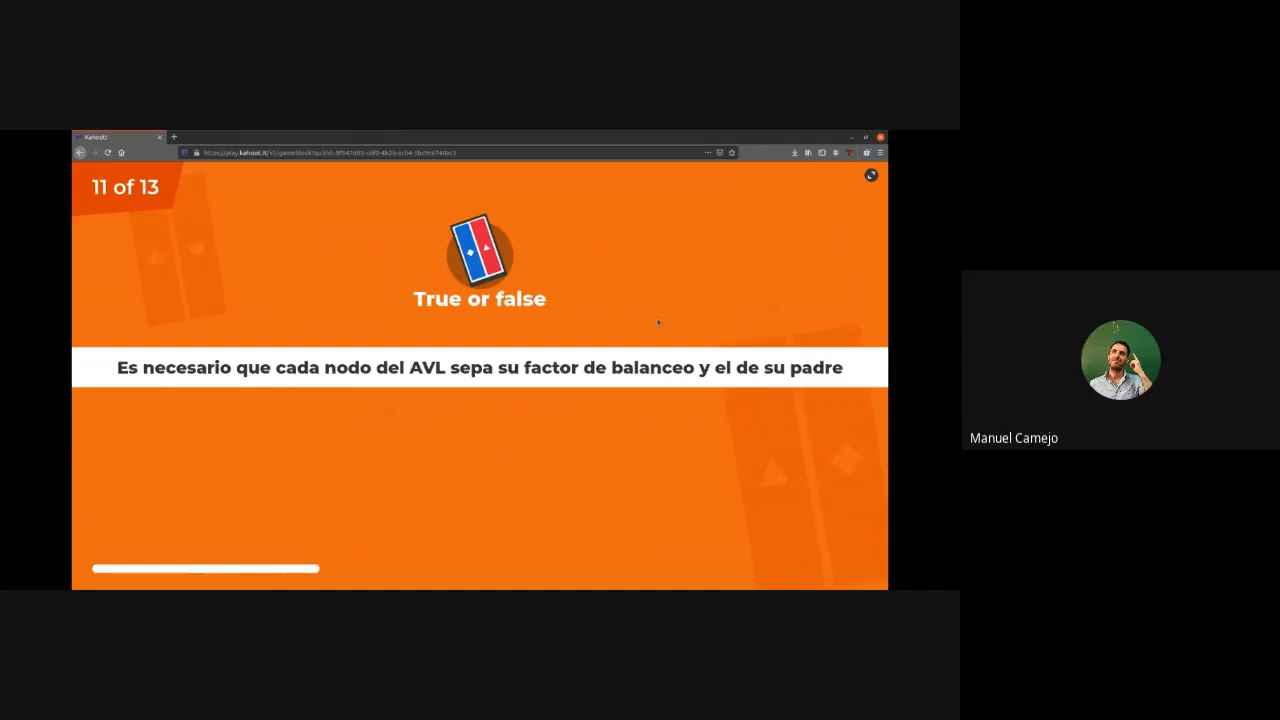 Kahoot!
11 of 13
True or false
Es necesario que cada nodo del AVL sepa su factor de balanceo y el de su padre
Manuel Camejo